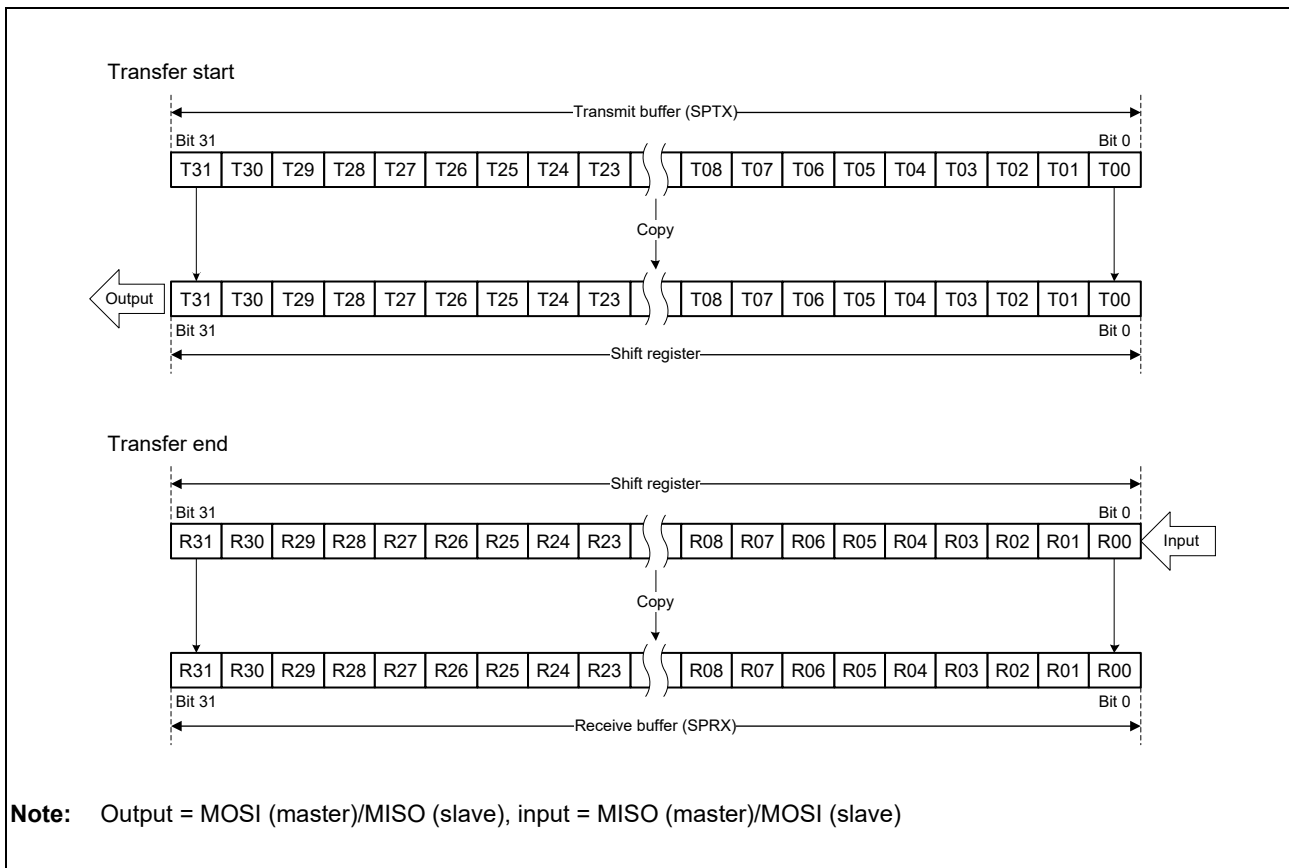 Transfer start
Transmit buffer (SPTX)
Bit 31 Bit 0
T31 T30 T29 T28 T27 T26 T25 T24 T23 T08 T07 T06 T05 T04 T03 T02 T01 T00
Copy
Output T31 T30 T29 T28 T27 T26 T25 T24 T23 T08 T07 T06 T05 T04 T03 T02 T01 T00
Bit 31 Bit 0
Shift register
Transfer end
Shift register
Bit 31 Bit 0
R31 R30 R29 R28 R27 R26 R25 R24 R23 R08 R07 R06 R05 R04 R03 R02 R01 R00 Input
Copy
R31 R30 R29 R28 R27 R26 R25 R24 R23 R08 R07 R06 R05 R04 R03 R02 R01 R00
Bit 31 Bit 0
Receive buffer (SPRX)
Note: Output = MOSI (master)/MISO (slave), input = MISO (master)/MOSI (slave)